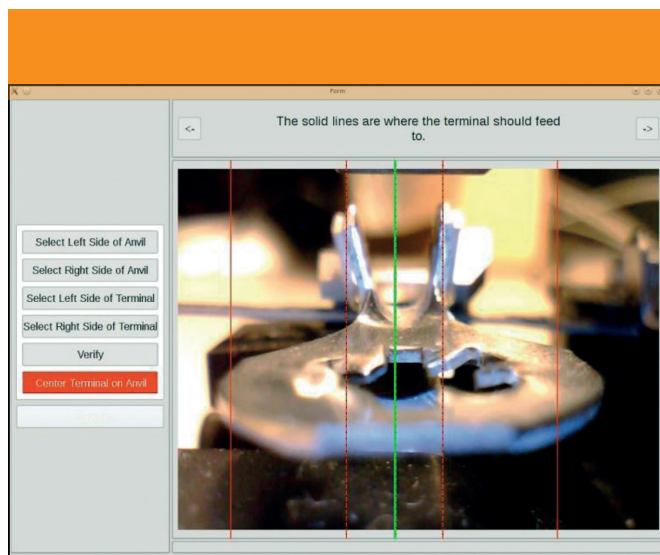 Form
<-
The solid lines are where the terminal should feed
to.
->
Select Left Side of Anvil
Select Right Side of Anvil
Select Left Side of Terminal
Select Right Side of Terminal
Verify
Center Terminal on Anvil